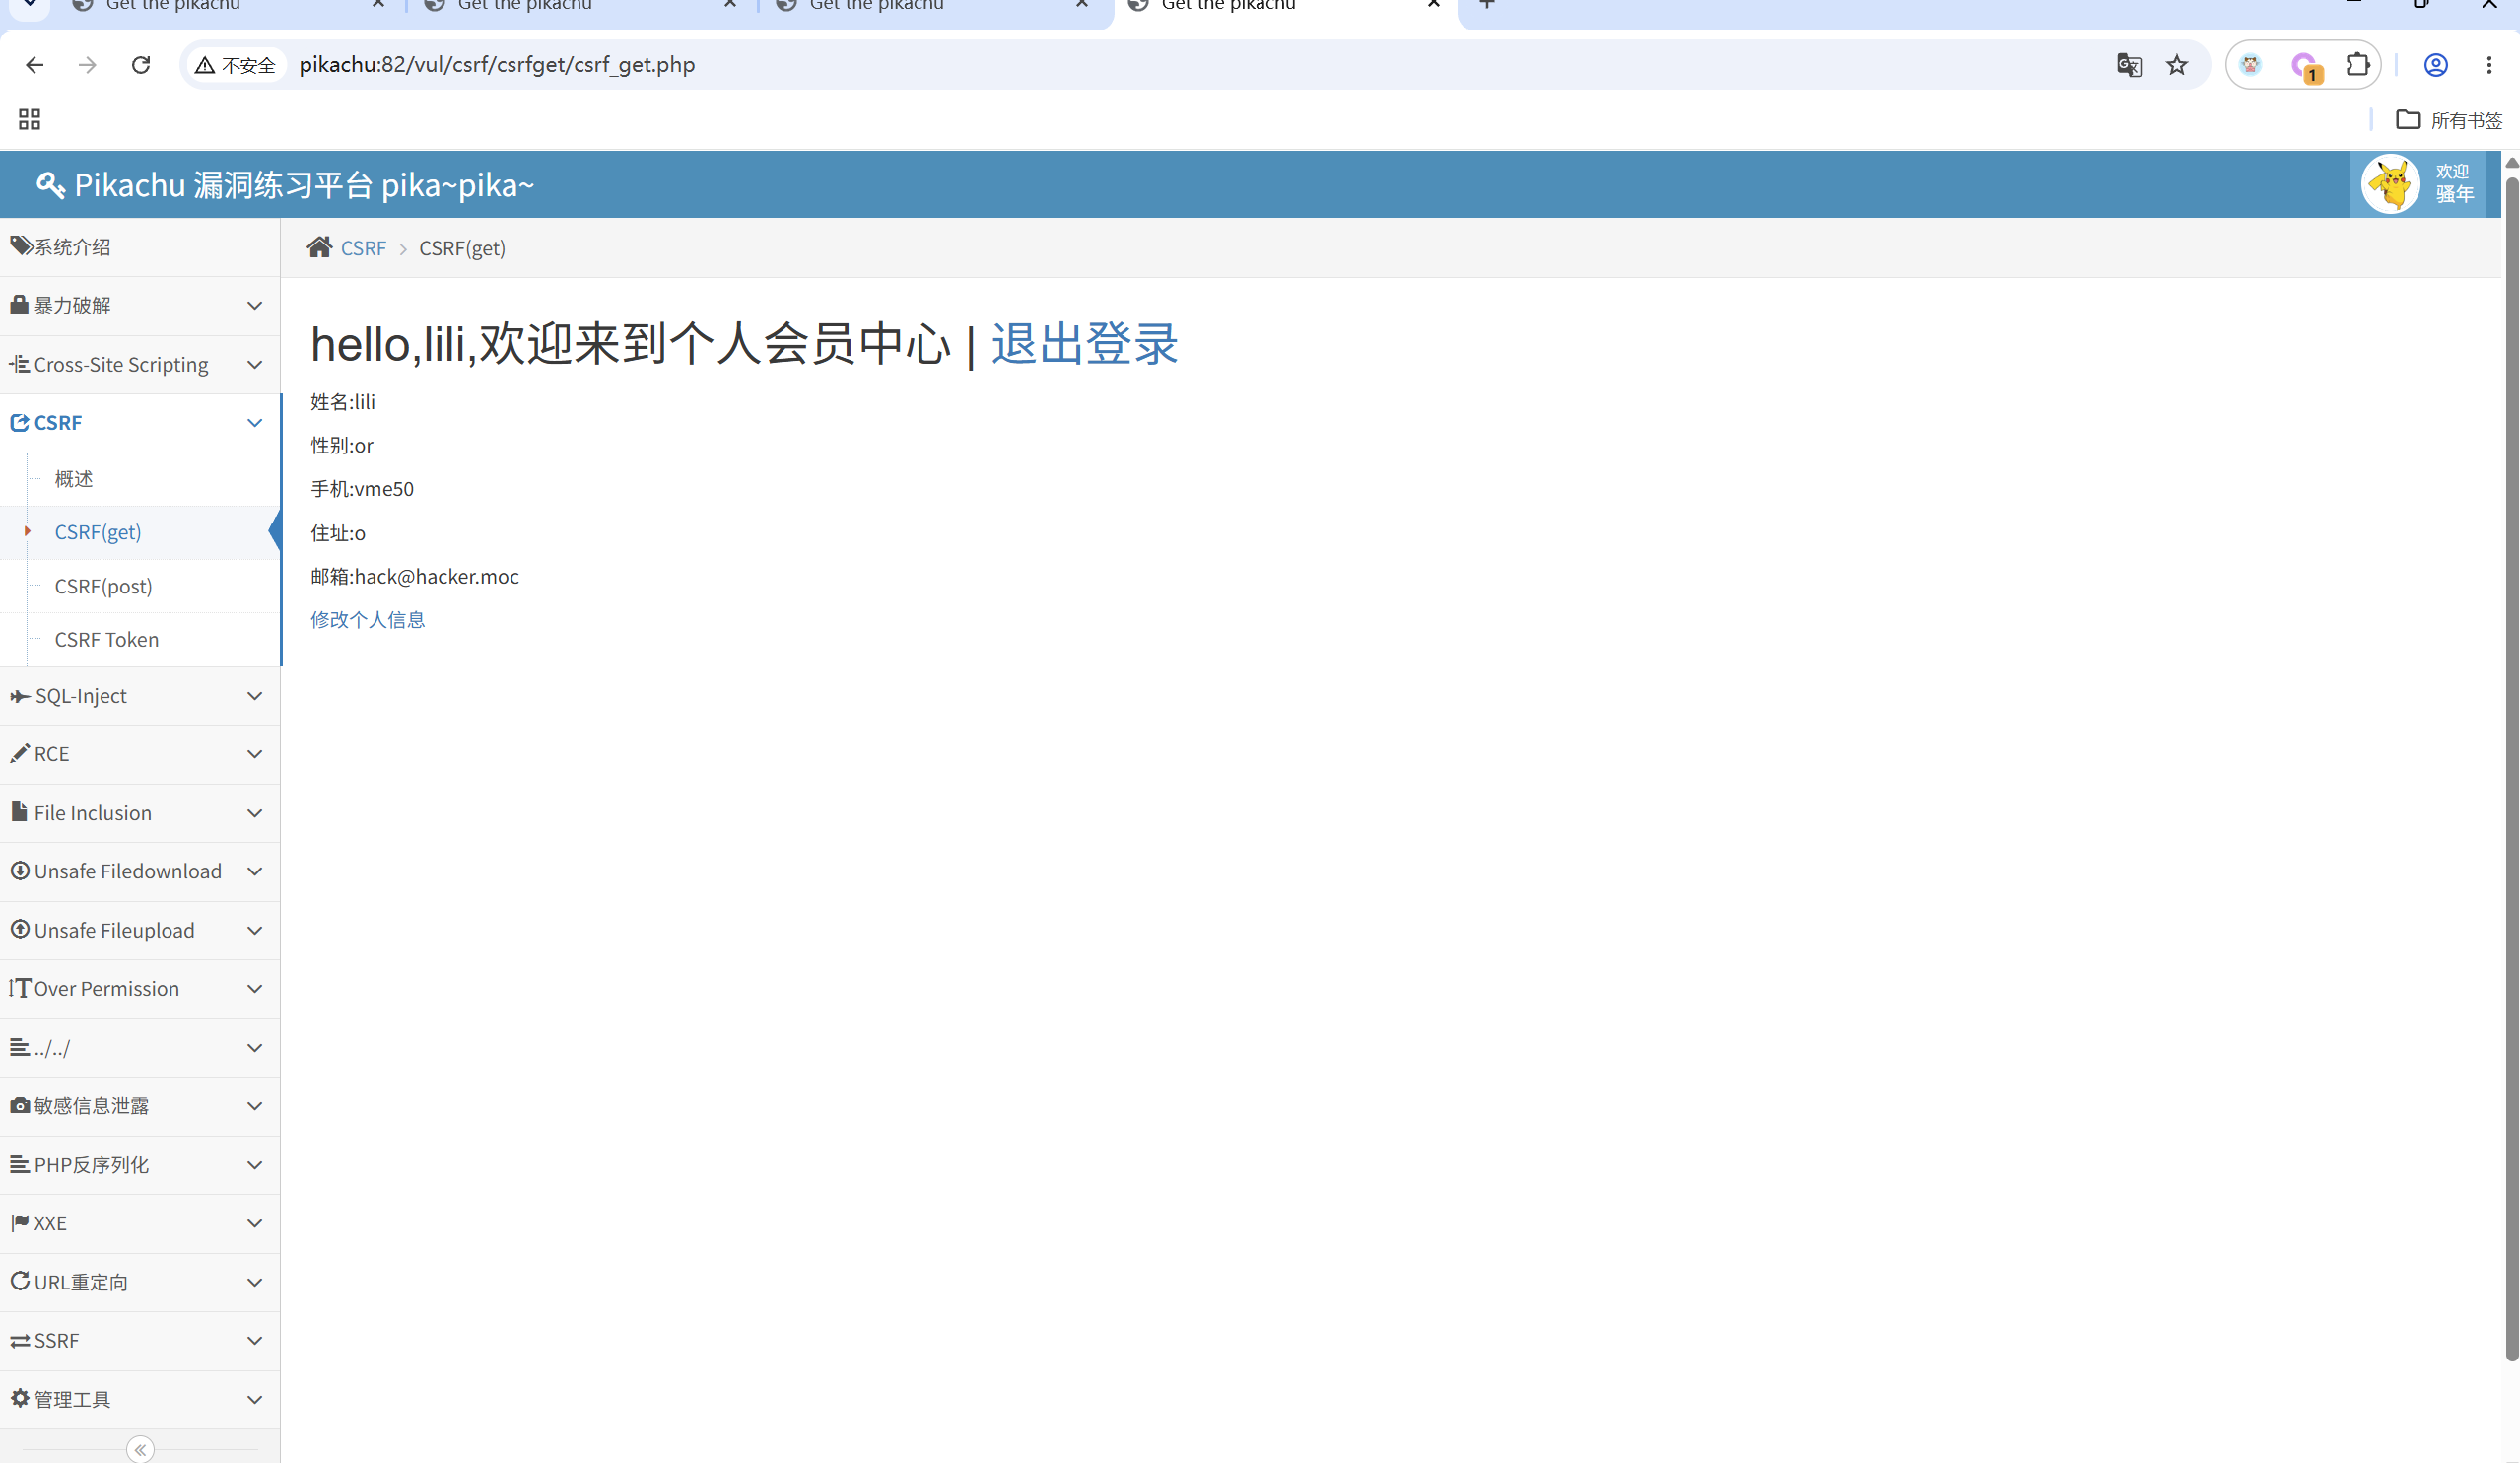 Get the pikachu
Get the pikachu
Get the pikachu
Get the pikachu
不安全 pikachu:82/vul/csrf/csrfget/csrf_get.php
1
所有书签
Pikachu 漏洞练习平台 pika~pika~
欢迎
骚年
系统介绍
暴力破解
Cross-Site Scripting
CSRF
概述
CSRF(get)
CSRF(post)
CSRF Token
SQL-Inject
RCE
File Inclusion
Unsafe Filedownload
Unsafe Fileupload
Over Permission
../../
敏感信息泄露
PHP反序列化
XXE
URL重定向
SSRF
管理工具
CSRF > CSRF(get)
hello,lili,欢迎来到个人会员中心 | 退出登录
姓名:lili
性别:or
手机:vme50
住址:o
邮箱:hack@hacker.moc
修改个人信息